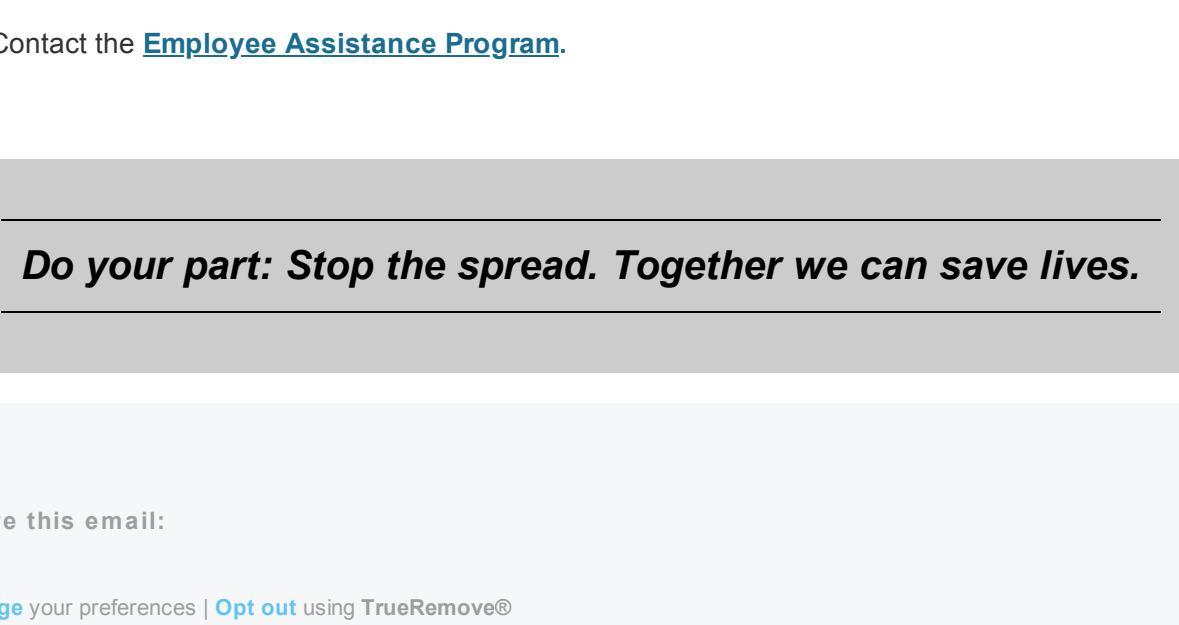 Contact the Employee Assistance Program.
Do your part: Stop the spread. Together we can save lives.
this email:
your preferences | Opt out using TrueRemove®